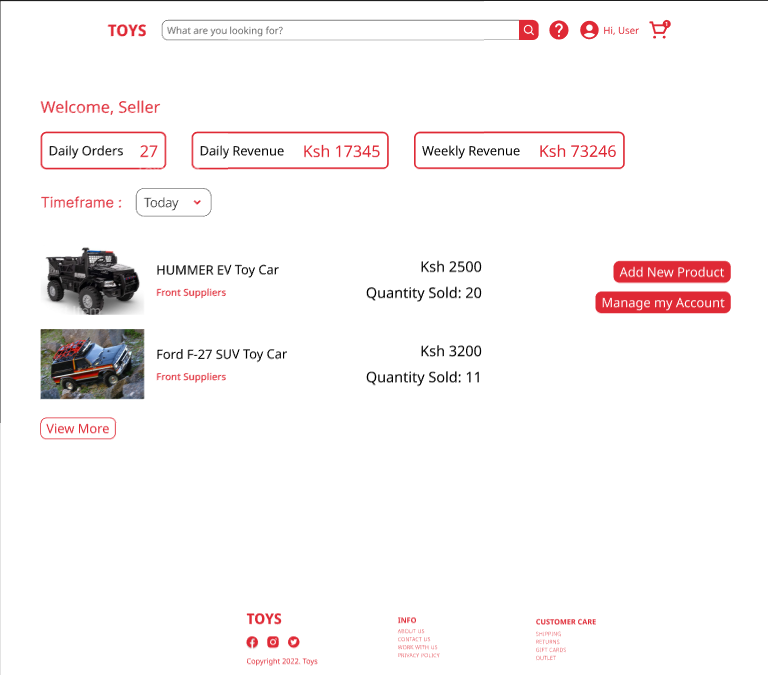 TOYS
What are you looking for?
?
Hi, User
1
Welcome, Seller
Daily Orders 27
Daily Revenue Ksh 17345
Weekly Revenue Ksh 73246
Timeframe : Today
HUMMER EV Toy Car
Front Suppliers
Ksh 2500
Quantity Sold: 20
Add New Product
Manage my Account
Ford F-27 SUV Toy Car
Front Suppliers
Ksh 3200
Quantity Sold: 11
View More
TOYS
Copyright 2022. Toys
INFO
ABOUT US
CONTACT US
WORK WITH US
PRIVACY POLICY
CUSTOMER CARE
SHIPPING
RETURNS
GIFT CARDS
OUTLET